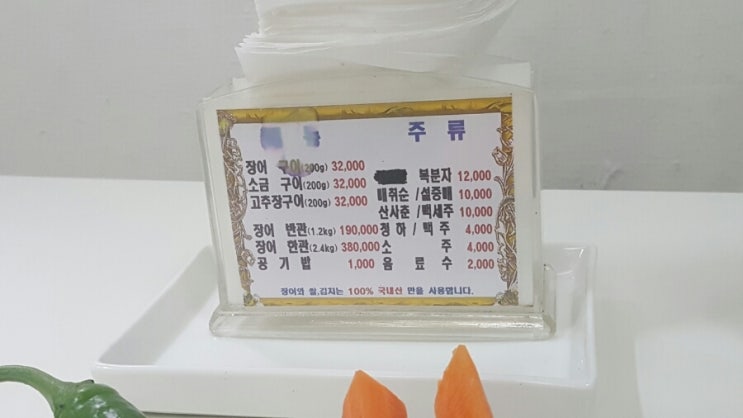 주류
장어 구이(200g) 32,000
소금 구이(200g) 32,000
고추장구이(200g) 32,000
장어 반관(1.2kg) 190,000
장어 한관(2.4kg) 380,000
공기밥 1,000
복분자 12,000
매취순/설중매 10,000
산사춘/백세주 10,000
청하/맥주 4,000
소주 4,000
음료수 2,000
장어와 쌀,김치는 100% 국내산 만을 사용합니다.